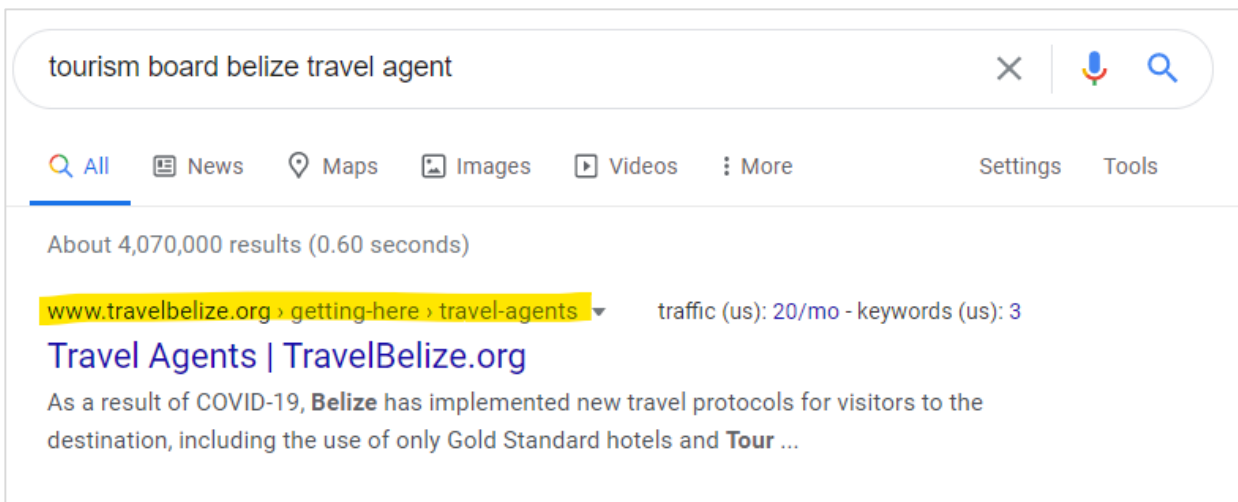 tourism board belize travel agent
All News Maps Images Videos More Settings Tools
About 4,070,000 results (0.60 seconds)
www.travelbelize.org › getting-here › travel-agents traffic (us): 20/mo - keywords (us): 3
Travel Agents | TravelBelize.org
As a result of COVID-19, Belize has implemented new travel protocols for visitors to the
destination, including the use of only Gold Standard hotels and Tour ...